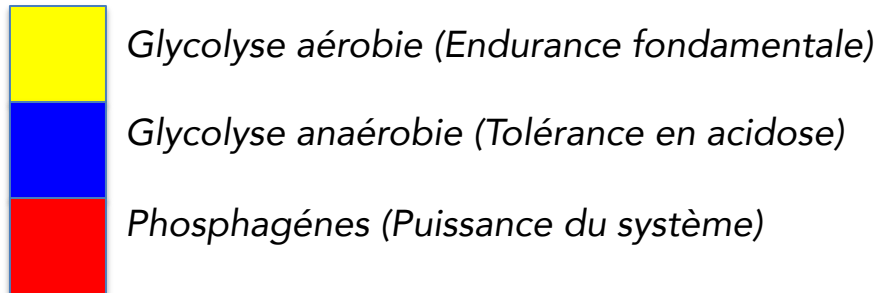 Glycolyse aérobie (Endurance fondamentale)
Glycolyse anaérobie (Tolérance en acidose)
Phosphagénes (Puissance du système)